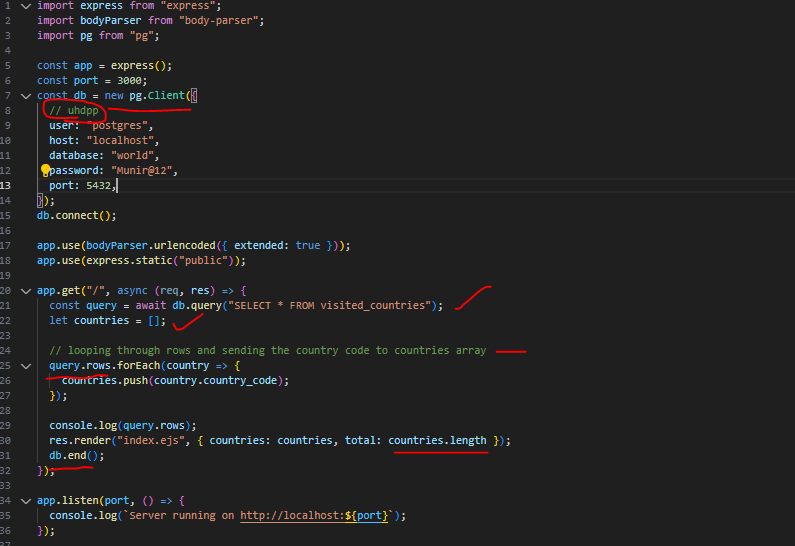 1 import express from "express";
2 import bodyParser from "body-parser";
3 import pg from "pg";
4
5 const app = express();
6 const port = 3000;
7 const db = new pg.Client({
8 // uhdpp
9 user: "postgres",
10 host: "localhost",
11 database: "world",
12 password: "Munir@12",
13 port: 5432,
14 });
15 db.connect();
16
17 app.use(bodyParser.urlencoded({ extended: true }));
18 app.use(express.static("public"));
19
20 app.get("/", async (req, res) => {
21 const query = await db.query("SELECT * FROM visited_countries");
22 let countries = [];
23
24 // looping through rows and sending the country code to countries array
25 query.rows.forEach(country => {
26 countries.push(country.country_code);
27 });
28
29 console.log(query.rows);
30 res.render("index.ejs", { countries: countries, total: countries.length });
31 db.end();
32 });
33
34 app.listen(port, () => {
35 console.log(`Server running on http://localhost:${port}`);
36 });